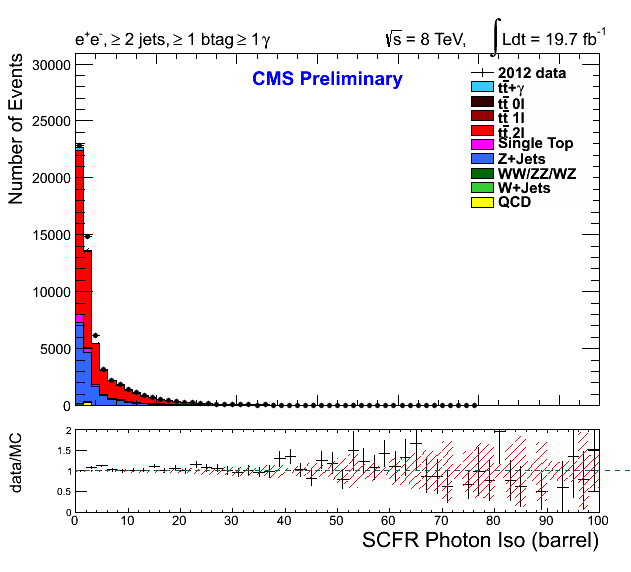 e⁺e⁻, ≥ 2 jets, ≥ 1 btag ≥ 1 γ
√s = 8 TeV, ∫ Ldt = 19.7 fb⁻¹
CMS Preliminary
2012 data
tt̄+γ
tt̄ 0l
tt̄ 1l
tt̄ 2l
Single Top
Z+Jets
WW/ZZ/WZ
W+Jets
QCD
Number of Events
30000
25000
20000
15000
10000
5000
0
data/MC
2
1.5
1
0.5
0
0 10 20 30 40 50 60 70 80 90 100
SCFR Photon Iso (barrel)